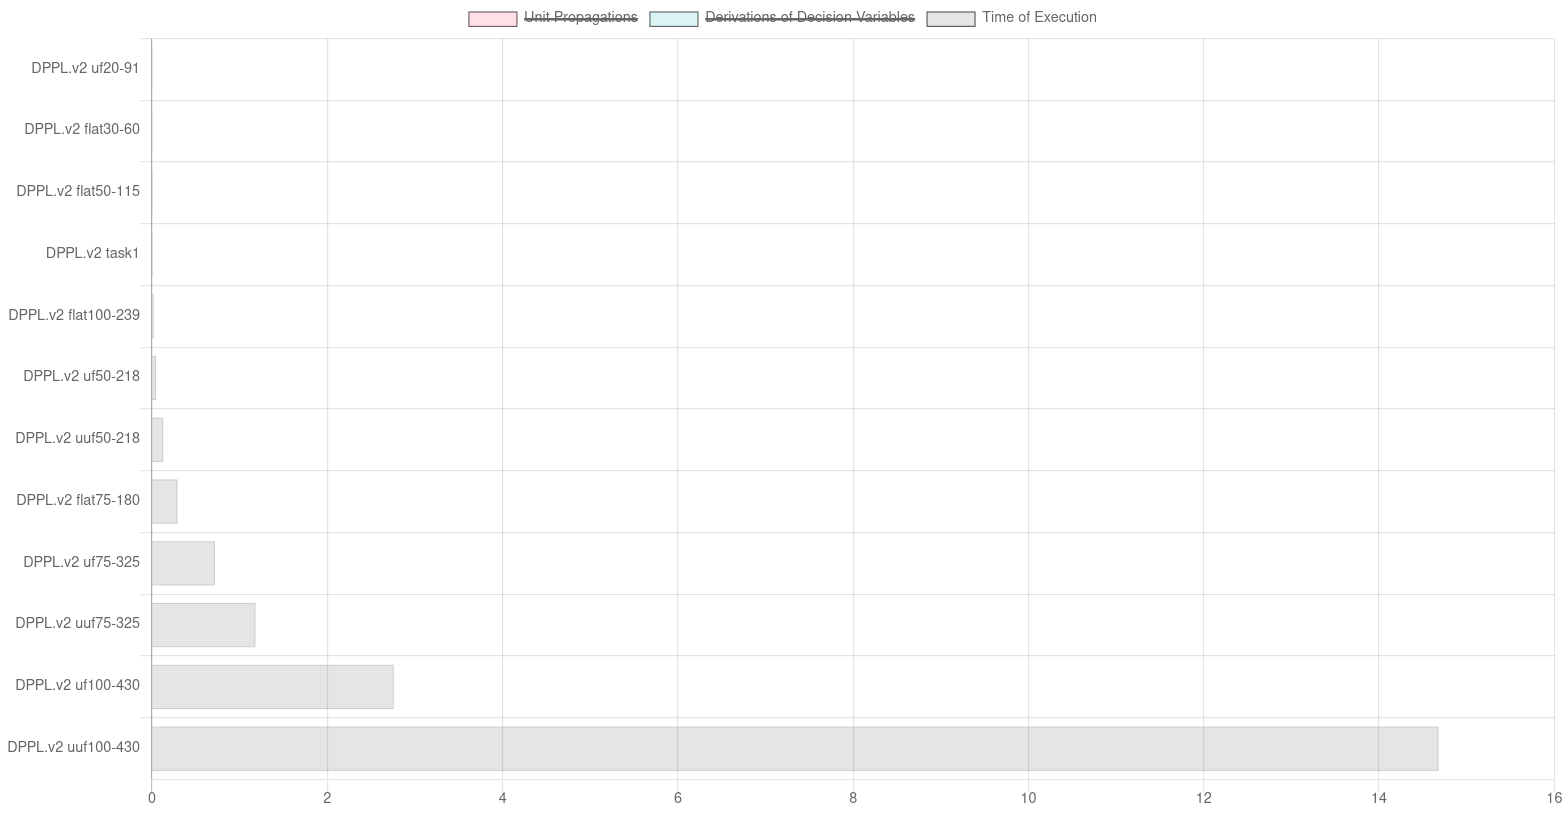 Unit Propagations Derivations of Decision Variables Time of Execution
DPPL.v2 uf20-91
DPPL.v2 flat30-60
DPPL.v2 flat50-115
DPPL.v2 task1
DPPL.v2 flat100-239
DPPL.v2 uf50-218
DPPL.v2 uuf50-218
DPPL.v2 flat75-180
DPPL.v2 uf75-325
DPPL.v2 uuf75-325
DPPL.v2 uf100-430
DPPL.v2 uuf100-430
0 2 4 6 8 10 12 14 16